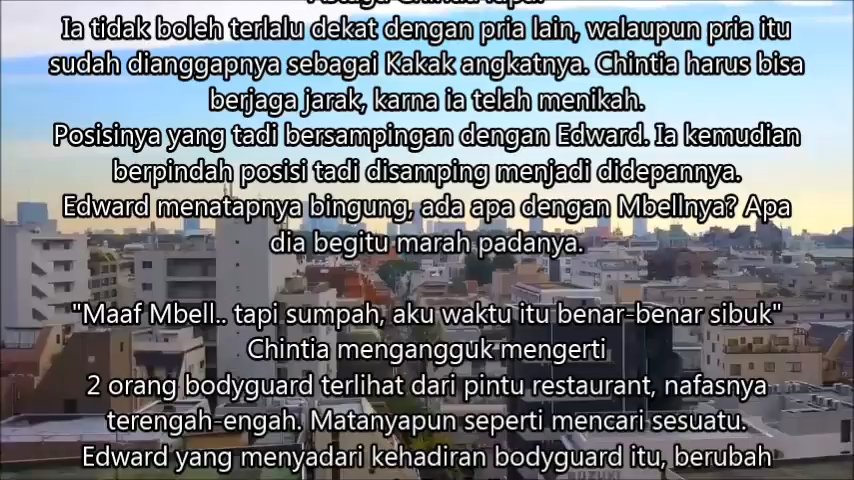 Ia tidak boleh terlalu dekat dengan pria lain, walaupun pria itu
sudah dianggapnya sebagai Kakak angkatnya. Chintia harus bisa
berjaga jarak, karna ia telah menikah.
Posisinya yang tadi bersampingan dengan Edward. Ia kemudian
berpindah posisi tadi disamping menjadi didepannya.
Edward menatapnya bingung, ada apa dengan Mbellnya? Apa
dia begitu marah padanya.
"Maaf Mbell.. tapi sumpah, aku waktu itu benar-benar sibuk"
Chintia mengangguk mengerti
2 orang bodyguard terlihat dari pintu restaurant, nafasnya
terengah-engah. Matanyapun seperti mencari sesuatu.
Edward yang menyadari kehadiran bodyguard itu, berubah